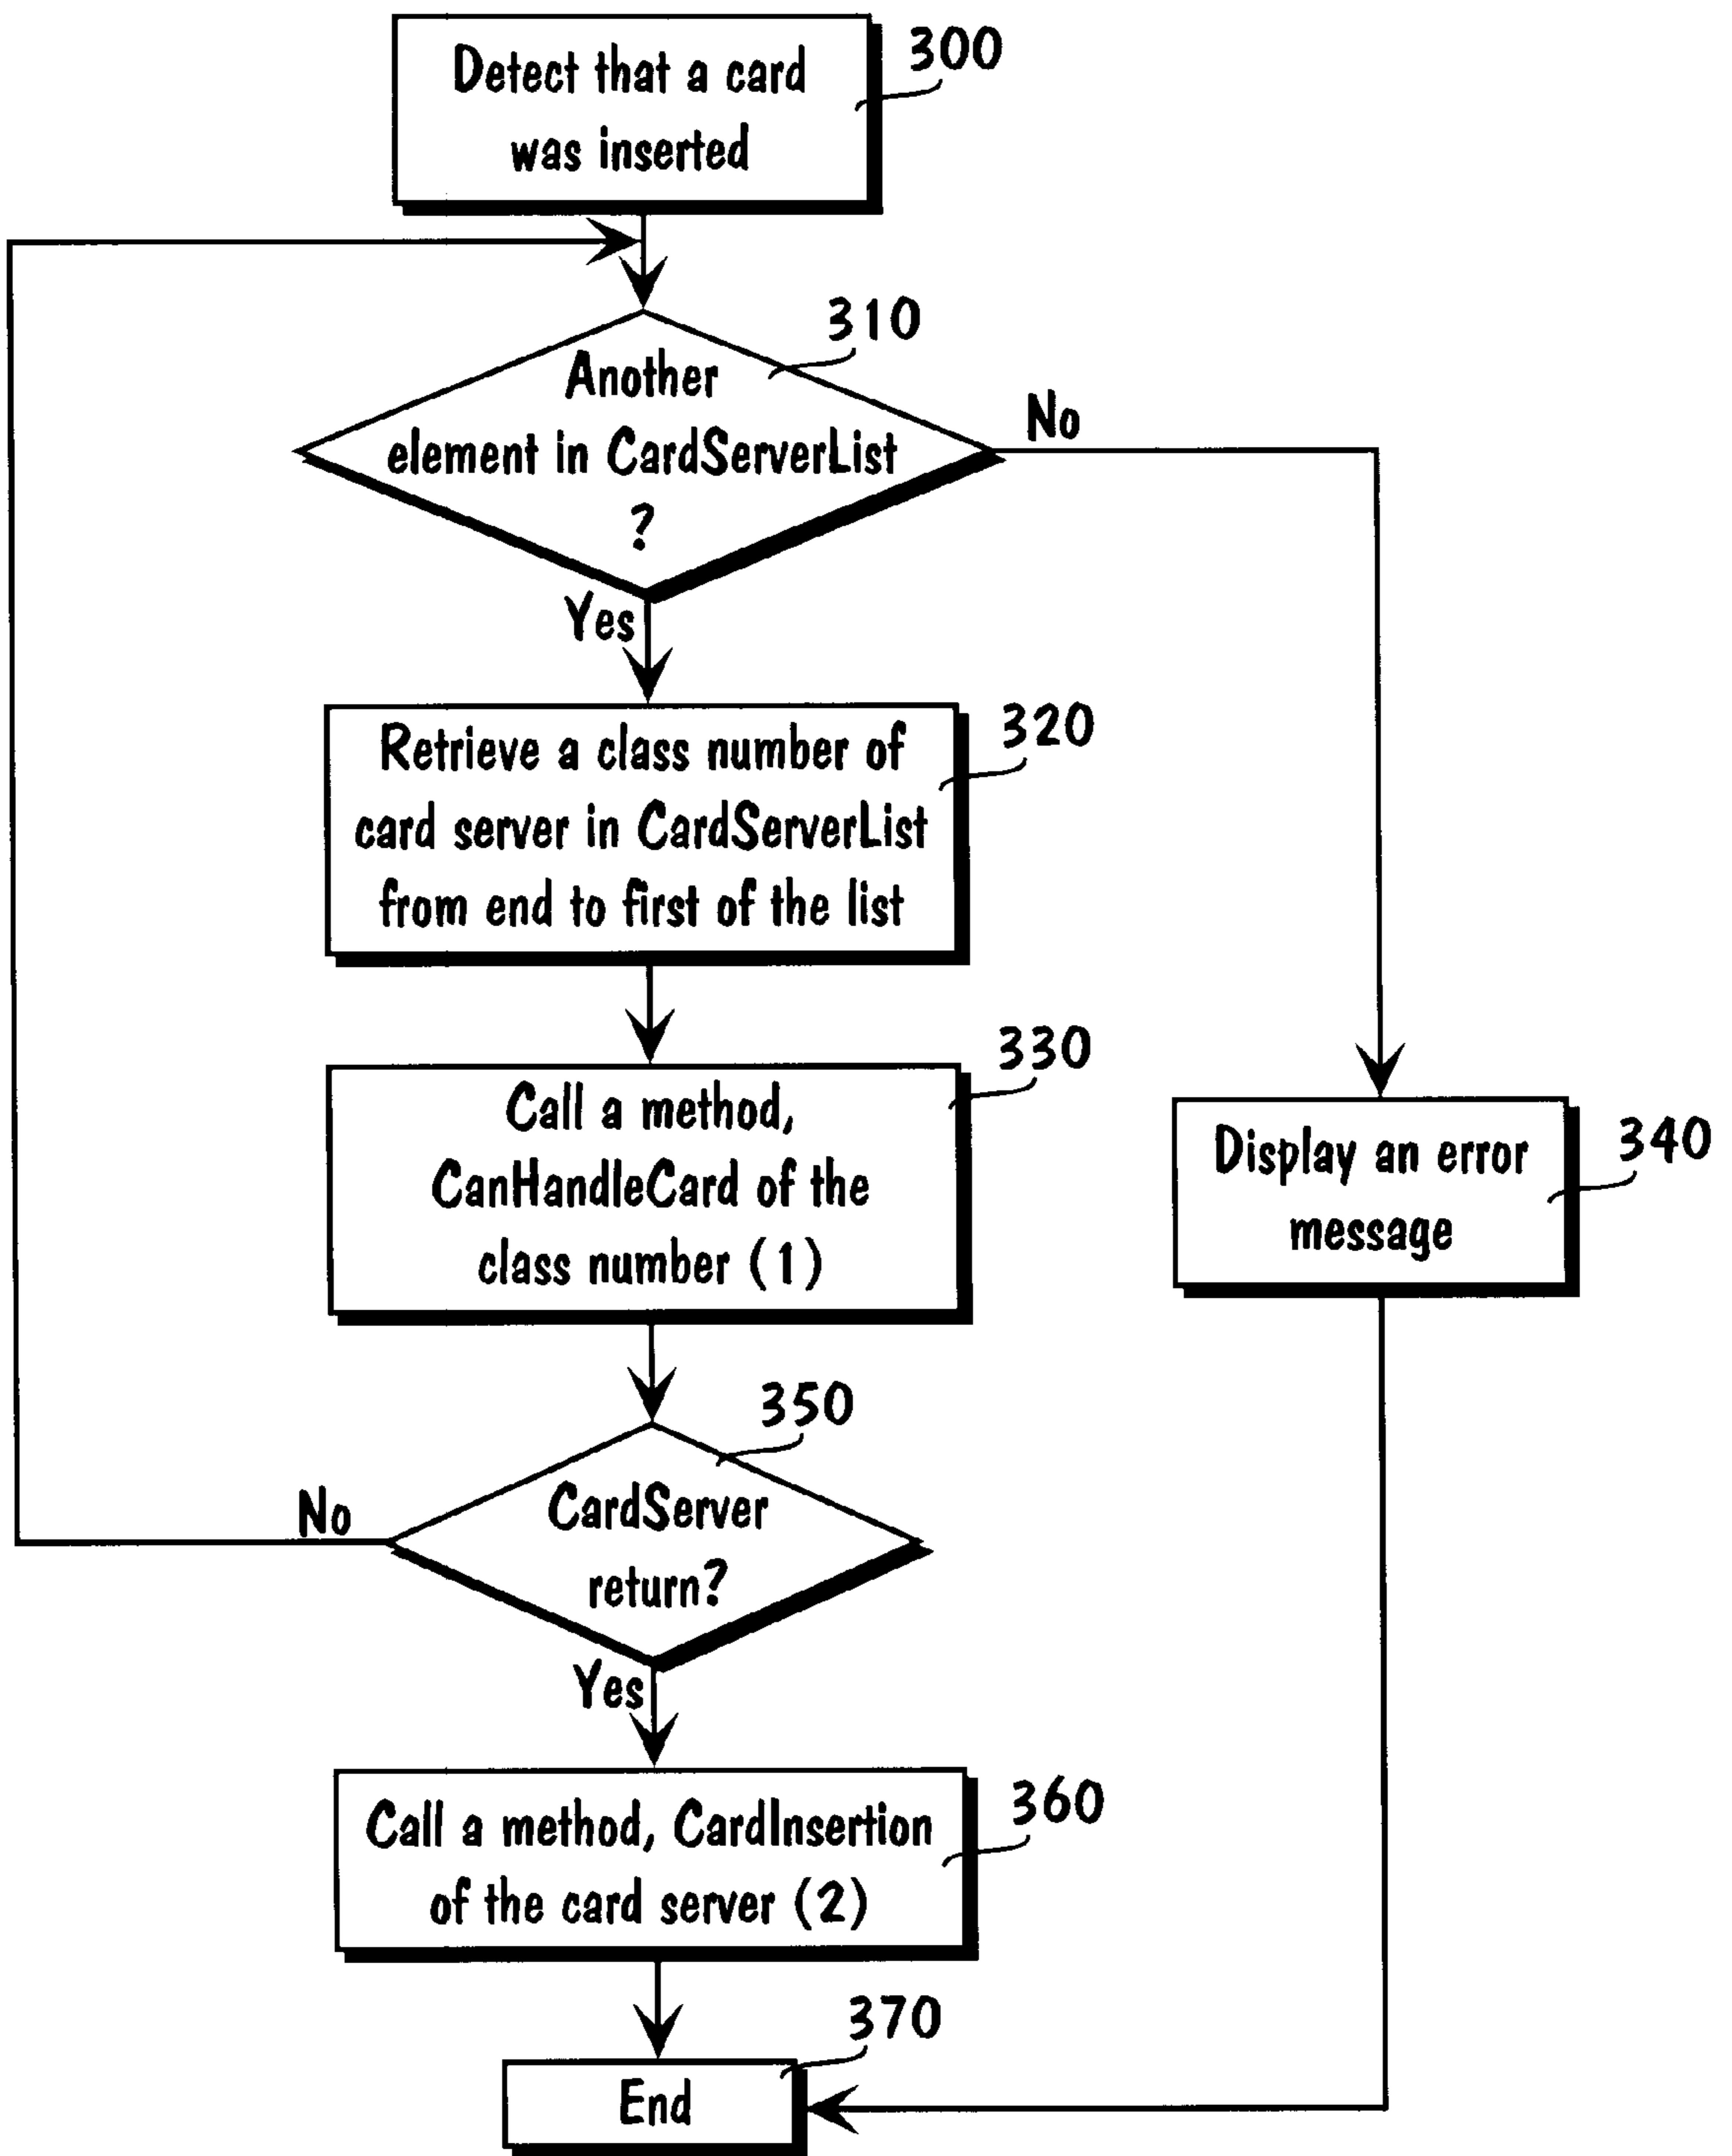 Detect that a card
was inserted
300
310
Another
element in CardServerList
?
No
Yes
320
Retrieve a class number of
card server in CardServerList
from end to first of the list
330
Call a method,
CanHandleCard of the
class number (1)
340
Display an error
message
350
CardServer
return?
No
Yes
360
Call a method, CardInsertion
of the card server (2)
370
End